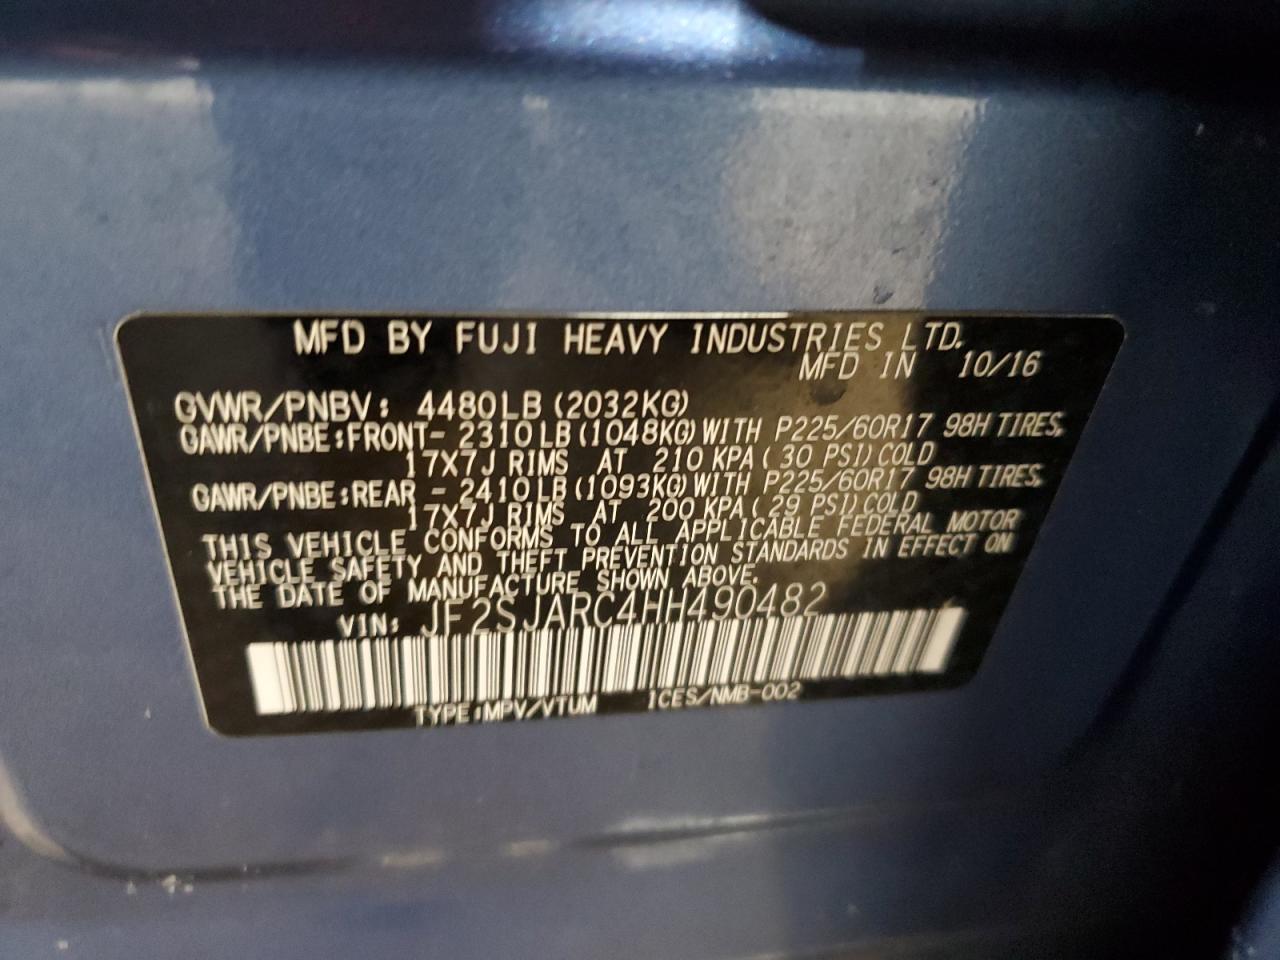 MFD BY FUJI HEAVY INDUSTRIES LTD.
MFD IN 10/16
GVWR/PNBV: 4480LB (2032KG)
GAWR/PNBE:FRONT- 2310LB (1048KG) WITH P225/60R17 98H TIRES,
17X7J RIMS AT 210 KPA ( 30 PSI) COLD
GAWR/PNBE:REAR - 2410LB (1093KG) WITH P225/60R17 98H TIRES,
17X7J RIMS AT 200 KPA ( 29 PSI) COLD
THIS VEHICLE CONFORMS TO ALL APPLICABLE FEDERAL MOTOR
VEHICLE SAFETY AND THEFT PREVENTION STANDARDS IN EFFECT ON
THE DATE OF MANUFACTURE SHOWN ABOVE.
VIN: JF2SJARC4HH490482
TYPE:MPV/VTUM ICES/NMB-002